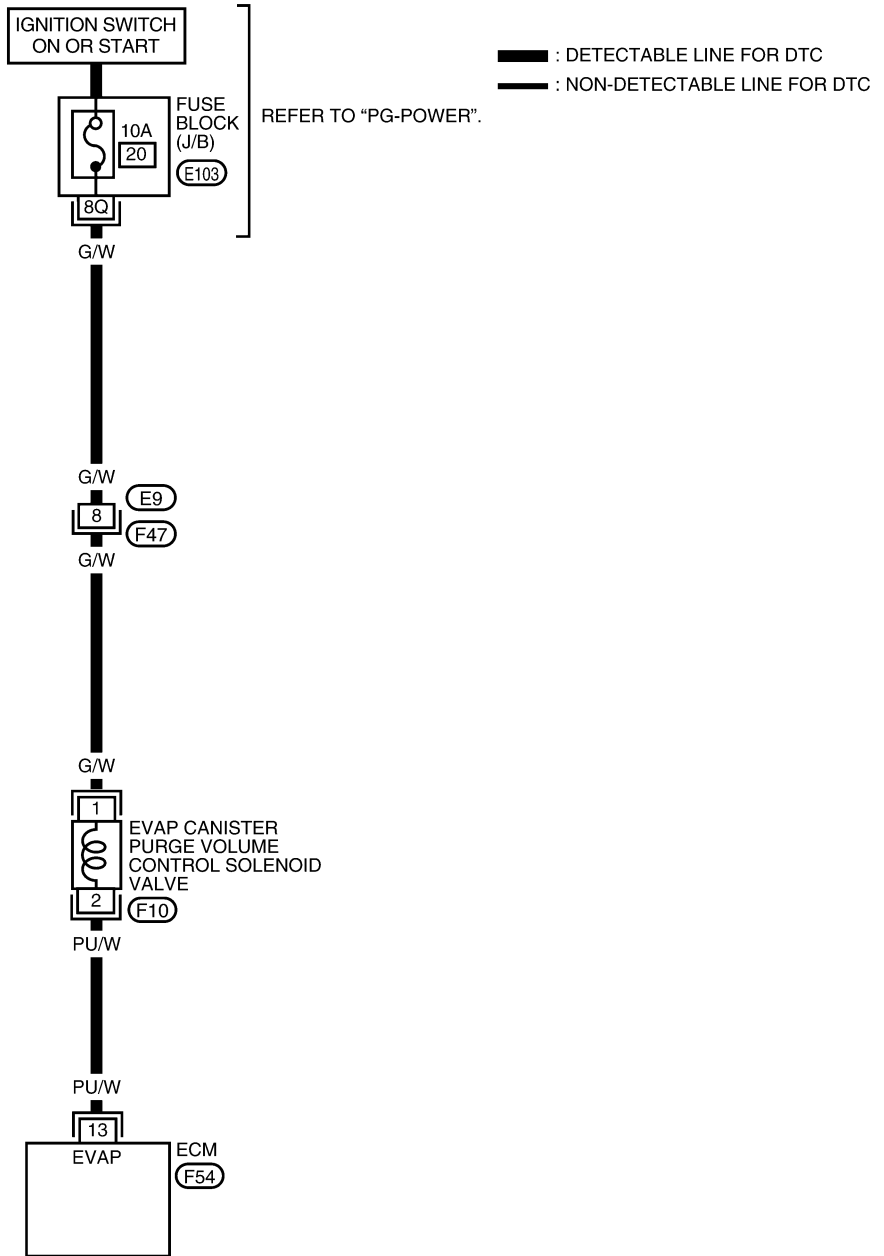 IGNITION SWITCH
ON OR START
: DETECTABLE LINE FOR DTC
: NON-DETECTABLE LINE FOR DTC
FUSE
BLOCK
(J/B)
10A
20
E103
REFER TO “PG-POWER”.
8Q
G/W
G/W
E9
8
F47
G/W
G/W
1
EVAP CANISTER
PURGE VOLUME
CONTROL SOLENOID
VALVE
2
F10
PU/W
PU/W
13
EVAP
ECM
F54